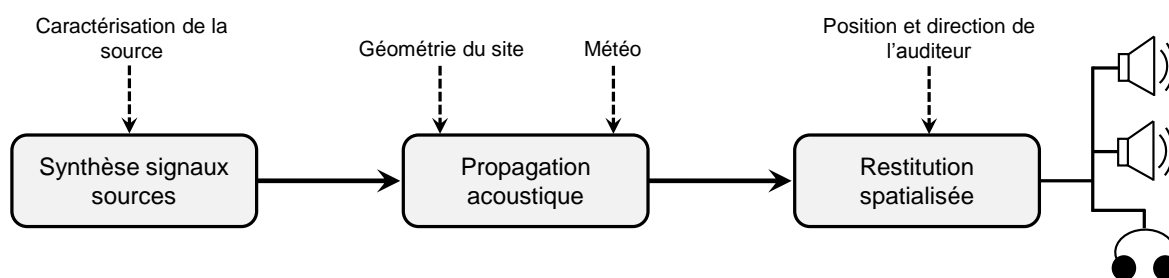 Caractérisation de la
source
Géométrie du site
Météo
Position et direction de
l'auditeur
Synthèse signaux
sources
Propagation
acoustique
Restitution
spatialisée